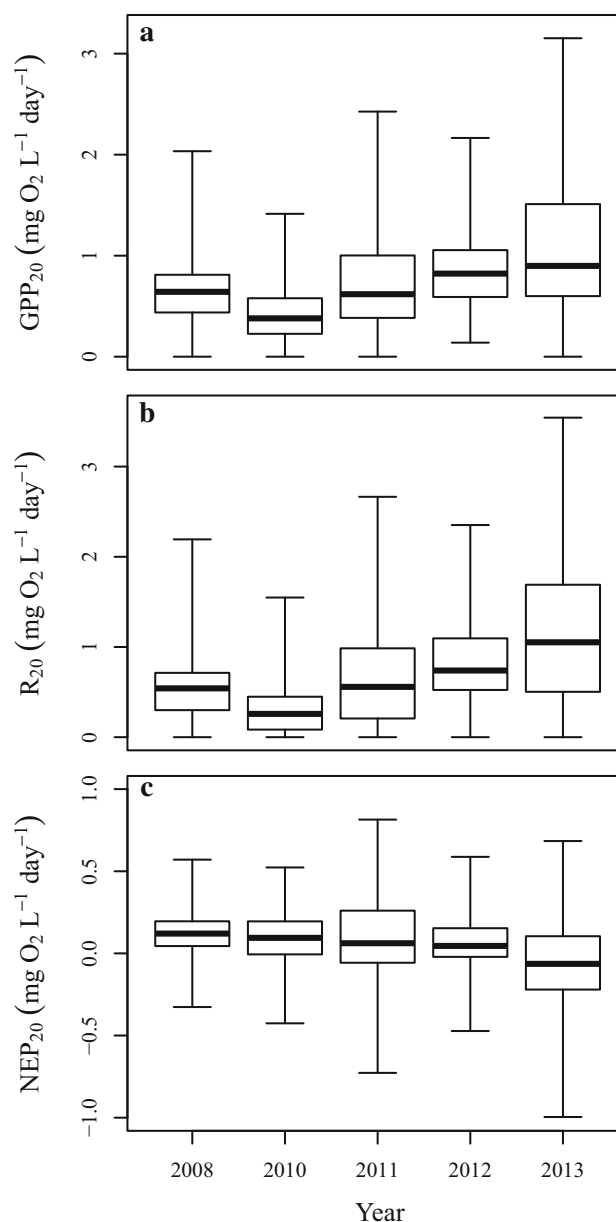 a
GPP₂₀ (mg O₂ L⁻¹ day⁻¹)
3
2
1
0
b
R₂₀ (mg O₂ L⁻¹ day⁻¹)
3
2
1
0
c
NEP₂₀ (mg O₂ L⁻¹ day⁻¹)
1.0
0.5
0.0
−0.5
−1.0
2008 2010 2011 2012 2013
Year